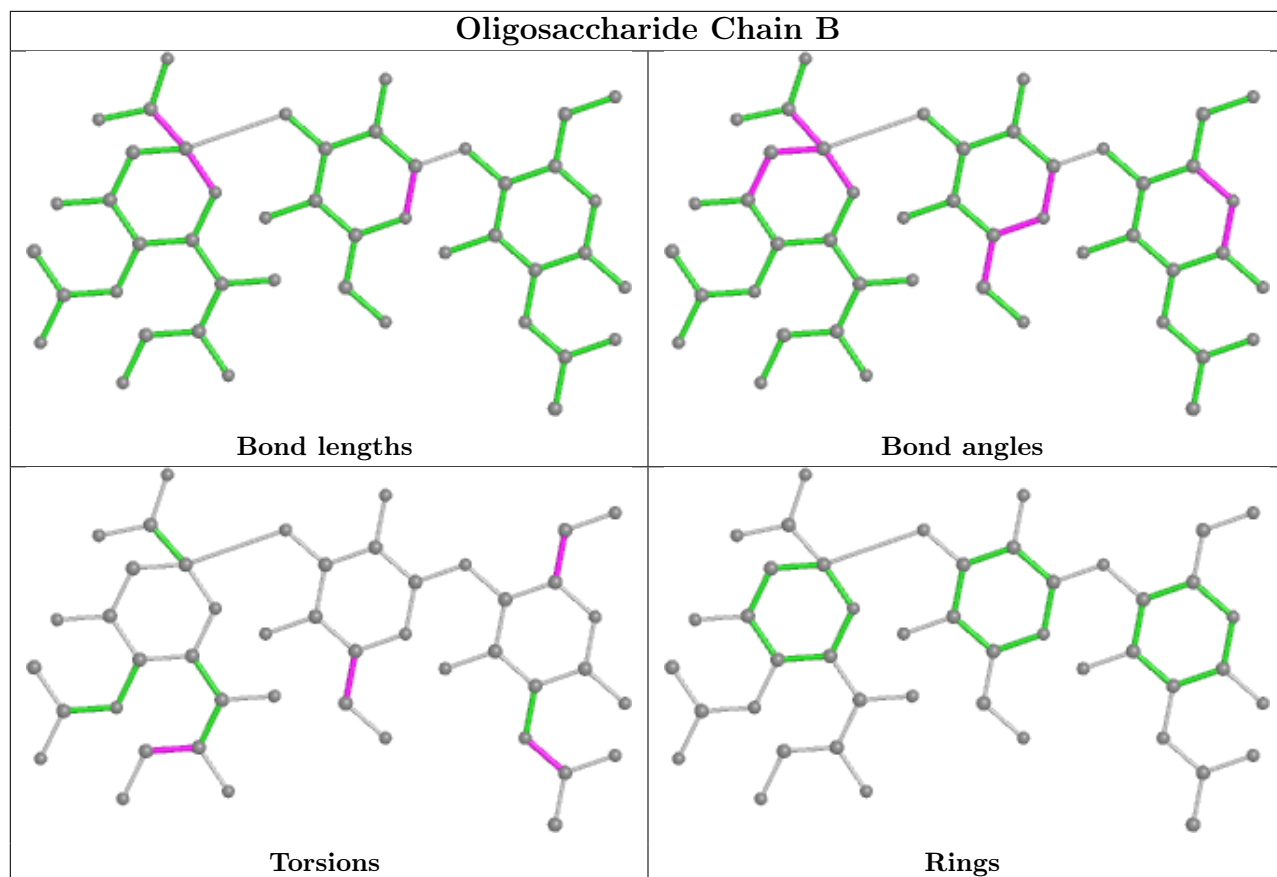 Oligosaccharide Chain B
Bond lengths
Bond angles
Torsions
Rings